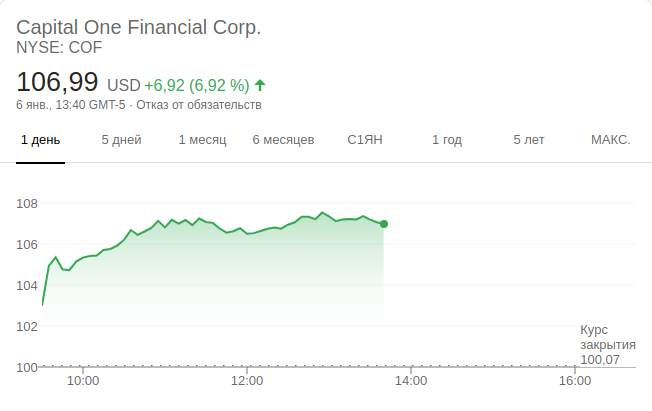 Capital One Financial Corp.
NYSE: COF
106,99 USD +6,92 (6,92 %)
6 янв., 13:40 GMT-5 · Отказ от обязательств
1 день 5 дней 1 месяц 6 месяцев С1ЯН 1 год 5 лет МАКС.
108
106
104
102
Курс
закрытия
100,07
100
10:00 12:00 14:00 16:00